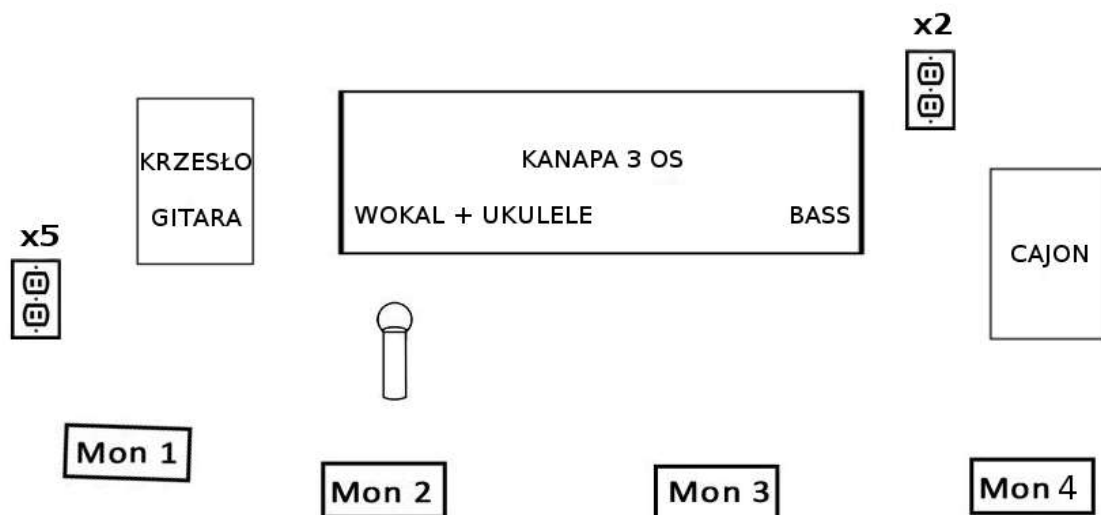 x2
KRZESŁO
GITARA
KANAPA 3 OS
WOKAL + UKULELE
BASS
x5
CAJON
Mon 1
Mon 2
Mon 3
Mon 4